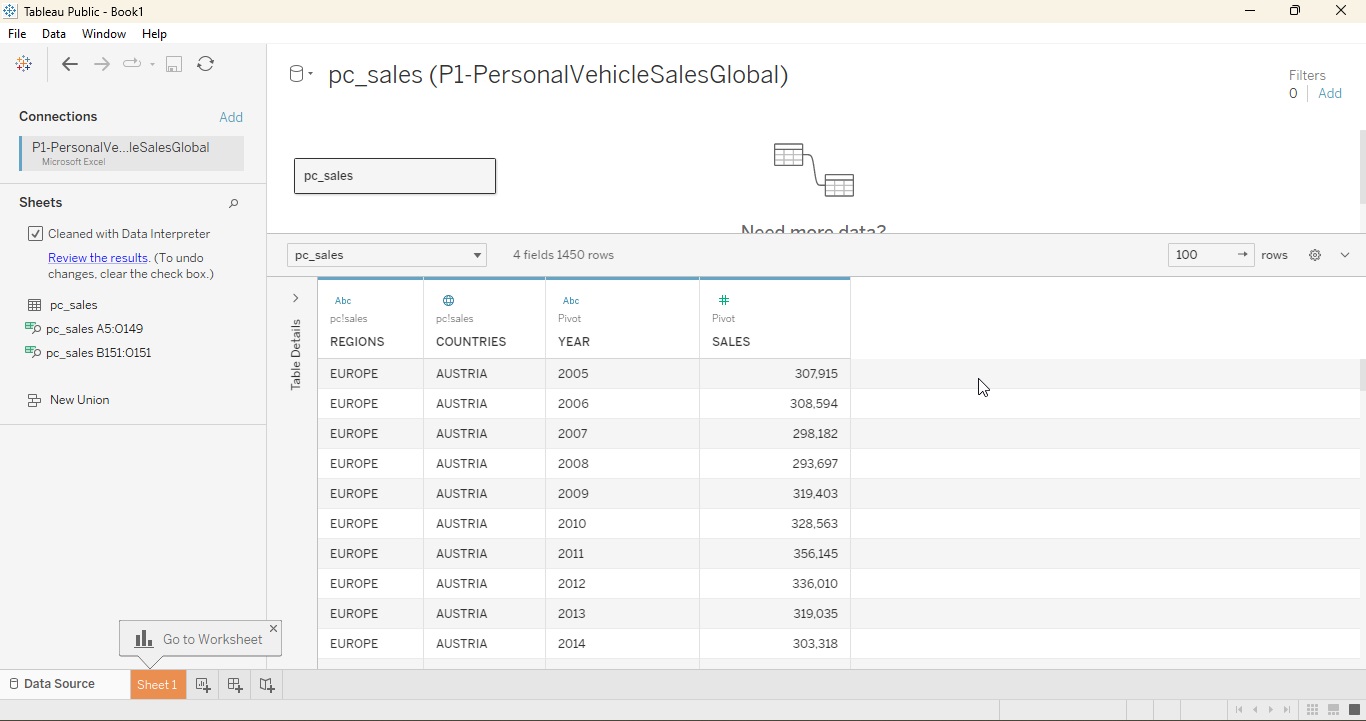 Tableau Public - Book1
File Data Window Help
pc_sales (P1-PersonalVehicleSalesGlobal)
Filters
0 Add
Connections Add
P1-PersonalVe...leSalesGlobal
Microsoft Excel
pc_sales
Sheets
Cleaned with Data Interpreter
Review the results. (To undo
changes, clear the check box.)
pc_sales
pc_sales A5:O149
pc_sales B151:O151
New Union
Need more data?
pc_sales 4 fields 1450 rows 100 → rows
Table Details
Abc Abc #
pc!sales pc!sales Pivot Pivot
REGIONS COUNTRIES YEAR SALES
EUROPE AUSTRIA 2005 307,915
EUROPE AUSTRIA 2006 308,594
EUROPE AUSTRIA 2007 298,182
EUROPE AUSTRIA 2008 293,697
EUROPE AUSTRIA 2009 319,403
EUROPE AUSTRIA 2010 328,563
EUROPE AUSTRIA 2011 356,145
EUROPE AUSTRIA 2012 336,010
EUROPE AUSTRIA 2013 319,035
EUROPE AUSTRIA 2014 303,318
Go to Worksheet
Data Source Sheet 1